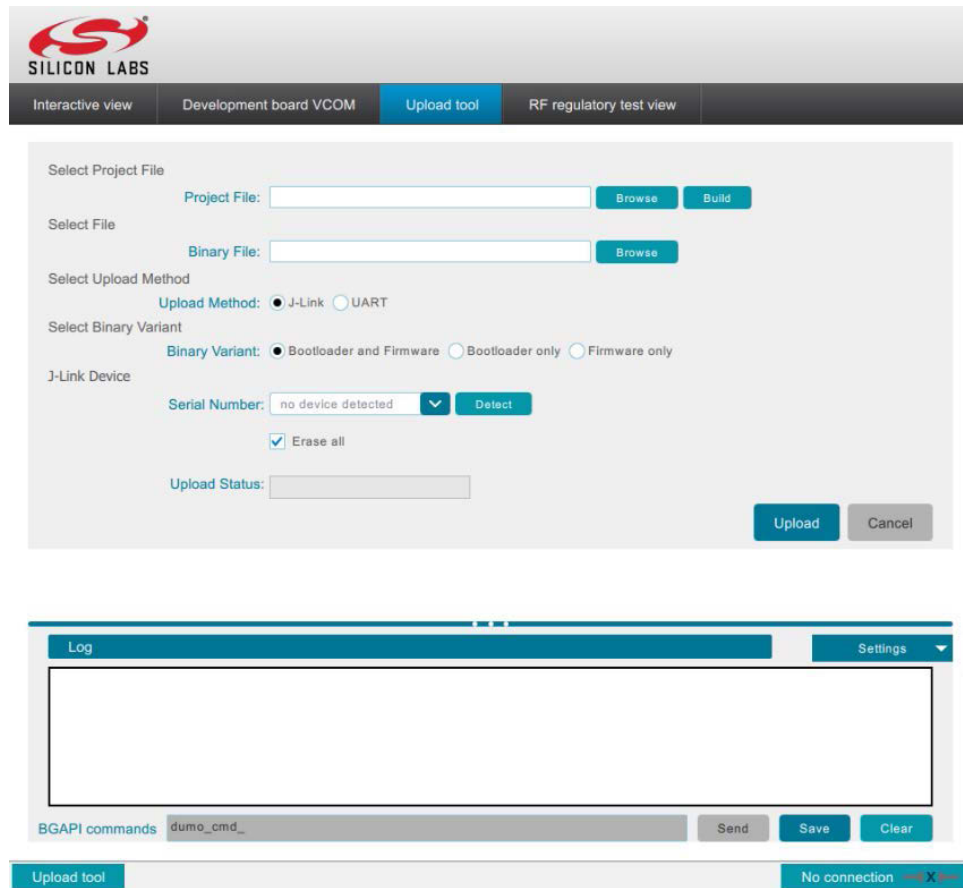 SILICON LABS
Interactive view Development board VCOM Upload tool RF regulatory test view
Select Project File
Project File: Browse Build
Select File
Binary File: Browse
Select Upload Method
Upload Method: J-Link UART
Select Binary Variant
Binary Variant: Bootloader and Firmware Bootloader only Firmware only
J-Link Device
Serial Number: no device detected Detect
Erase all
Upload Status:
Upload Cancel
Log Settings
BGAPI commands dumo_cmd_ Send Save Clear
Upload tool No connection X